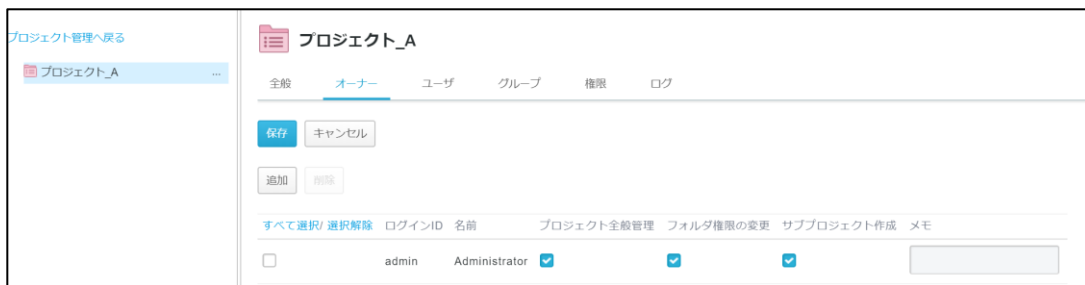 プロジェクト管理へ戻る
プロジェクト_A ...
プロジェクト_A
全般 オーナー ユーザ グループ 権限 ログ
保存 キャンセル
追加 削除
すべて選択/ 選択解除 ログインID 名前 プロジェクト全般管理 フォルダ権限の変更 サブプロジェクト作成 メモ
admin Administrator